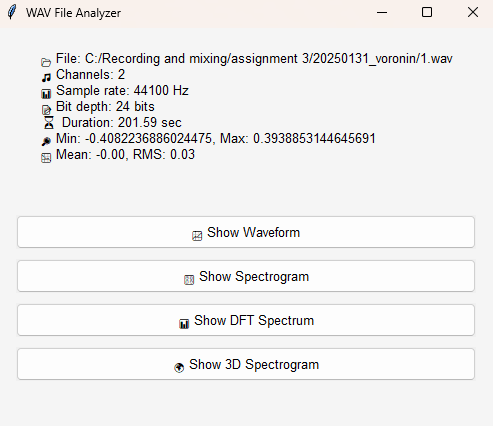 WAV File Analyzer
File: C:/Recording and mixing/assignment 3/20250131_voronin/1.wav
Channels: 2
Sample rate: 44100 Hz
Bit depth: 24 bits
Duration: 201.59 sec
Min: -0.4082236886024475, Max: 0.3938853144645691
Mean: -0.00, RMS: 0.03
Show Waveform
Show Spectrogram
Show DFT Spectrum
Show 3D Spectrogram